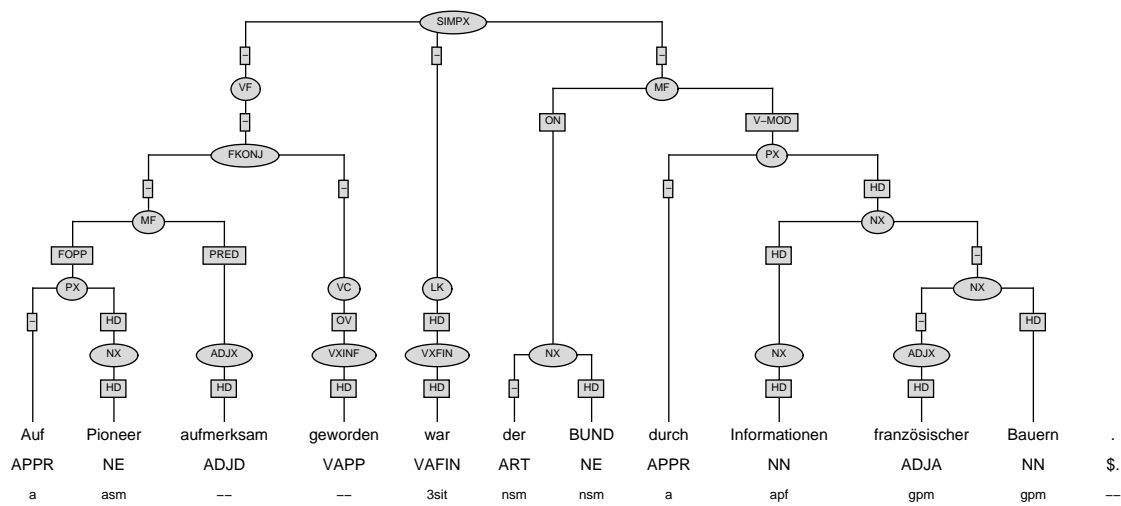 SIMPX
– – –
VF MF
– ON V–MOD
FKONJ PX
– – – HD
MF NX
FOPP PRED HD –
PX VC LK NX
– HD OV HD – HD
NX ADJX VXINF VXFIN NX NX ADJX
HD HD HD HD – HD HD HD
Auf Pioneer aufmerksam geworden war der BUND durch Informationen französischer Bauern .
APPR NE ADJD VAPP VAFIN ART NE APPR NN ADJA NN $.
a asm –– –– 3sit nsm nsm a apf gpm gpm ––